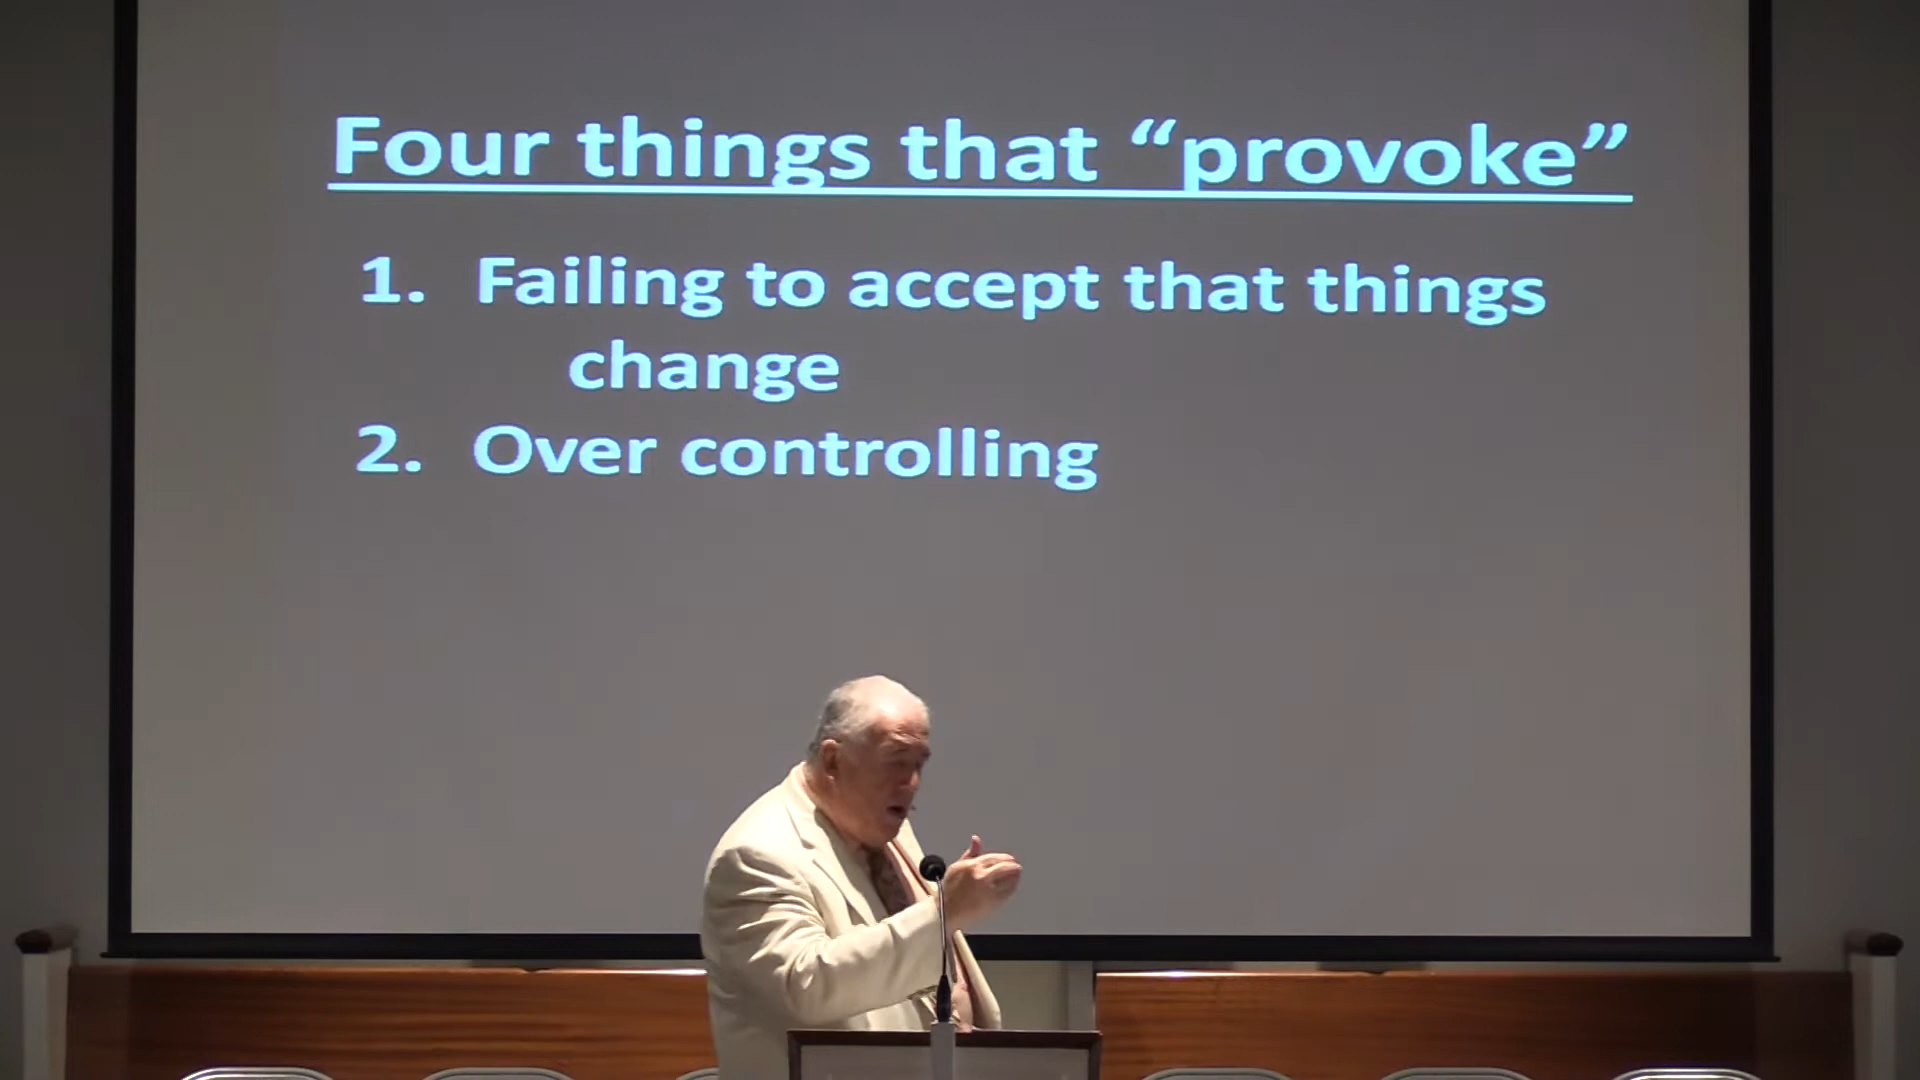 Four things that “provoke”
1. Failing to accept that things
change
2. Over controlling